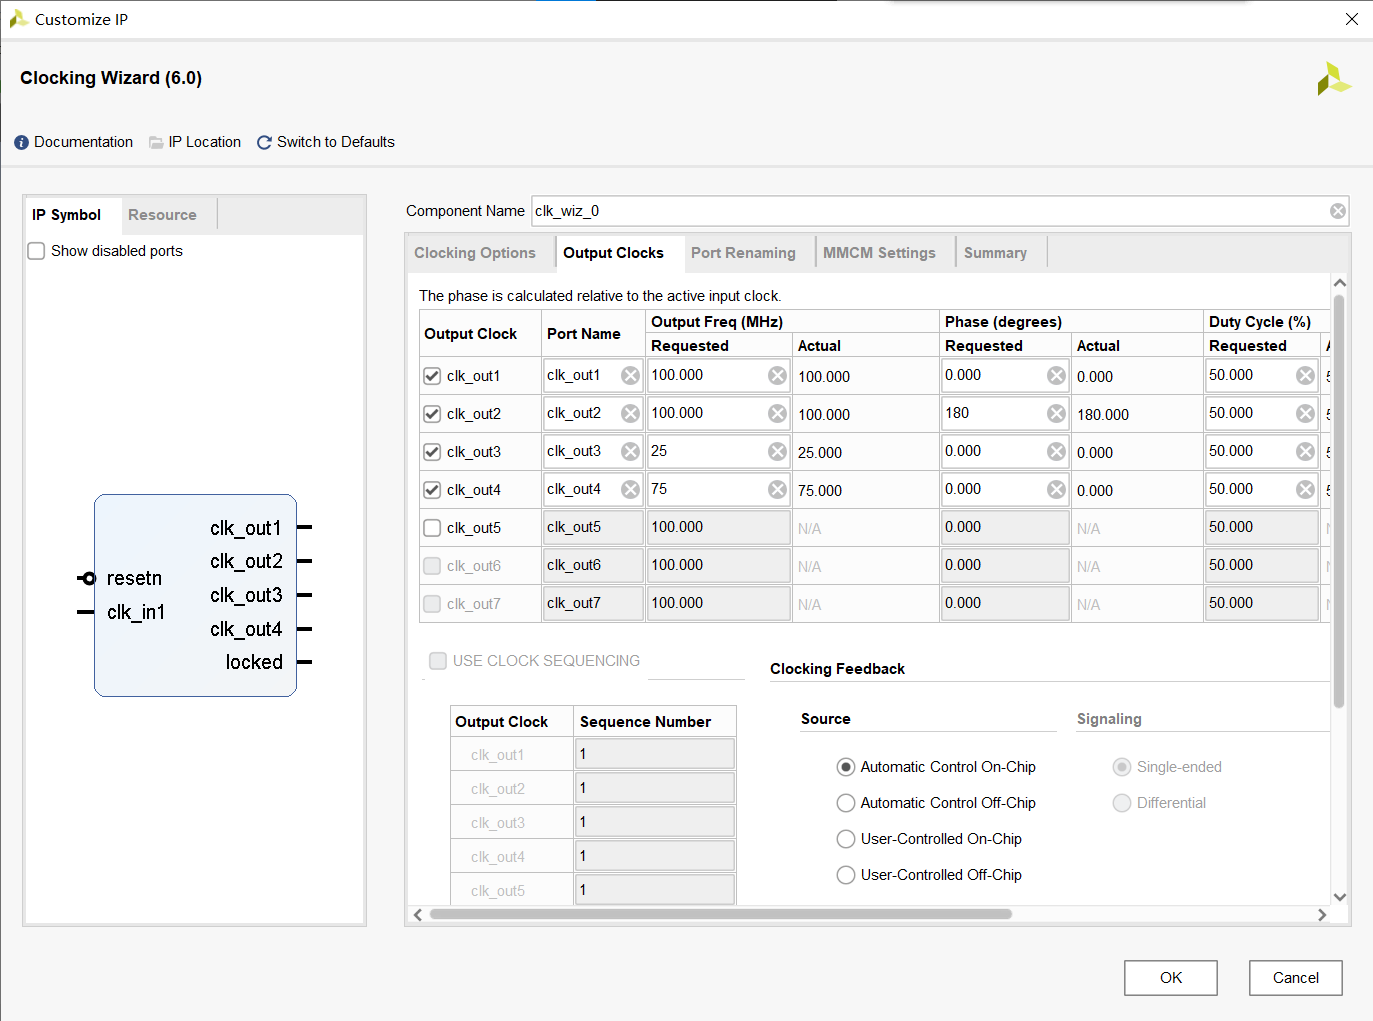 Customize IP
Clocking Wizard (6.0)
Documentation IP Location Switch to Defaults
IP Symbol Resource
Show disabled ports
resetn
clk_in1
clk_out1
clk_out2
clk_out3
clk_out4
locked
Component Name clk_wiz_0
Clocking Options Output Clocks Port Renaming MMCM Settings Summary
The phase is calculated relative to the active input clock.
Output Clock Port Name Output Freq (MHz) Phase (degrees) Duty Cycle (%)
Requested Actual Requested Actual Requested
clk_out1 clk_out1 100.000 100.000 0.000 0.000 50.000
clk_out2 clk_out2 100.000 100.000 180 180.000 50.000
clk_out3 clk_out3 25 25.000 0.000 0.000 50.000
clk_out4 clk_out4 75 75.000 0.000 0.000 50.000
clk_out5 clk_out5 100.000 N/A 0.000 N/A 50.000
clk_out6 clk_out6 100.000 N/A 0.000 N/A 50.000
clk_out7 clk_out7 100.000 N/A 0.000 N/A 50.000
USE CLOCK SEQUENCING
Output Clock Sequence Number
clk_out1 1
clk_out2 1
clk_out3 1
clk_out4 1
clk_out5 1
Clocking Feedback
Source
Automatic Control On-Chip
Automatic Control Off-Chip
User-Controlled On-Chip
User-Controlled Off-Chip
Signaling
Single-ended
Differential
OK Cancel